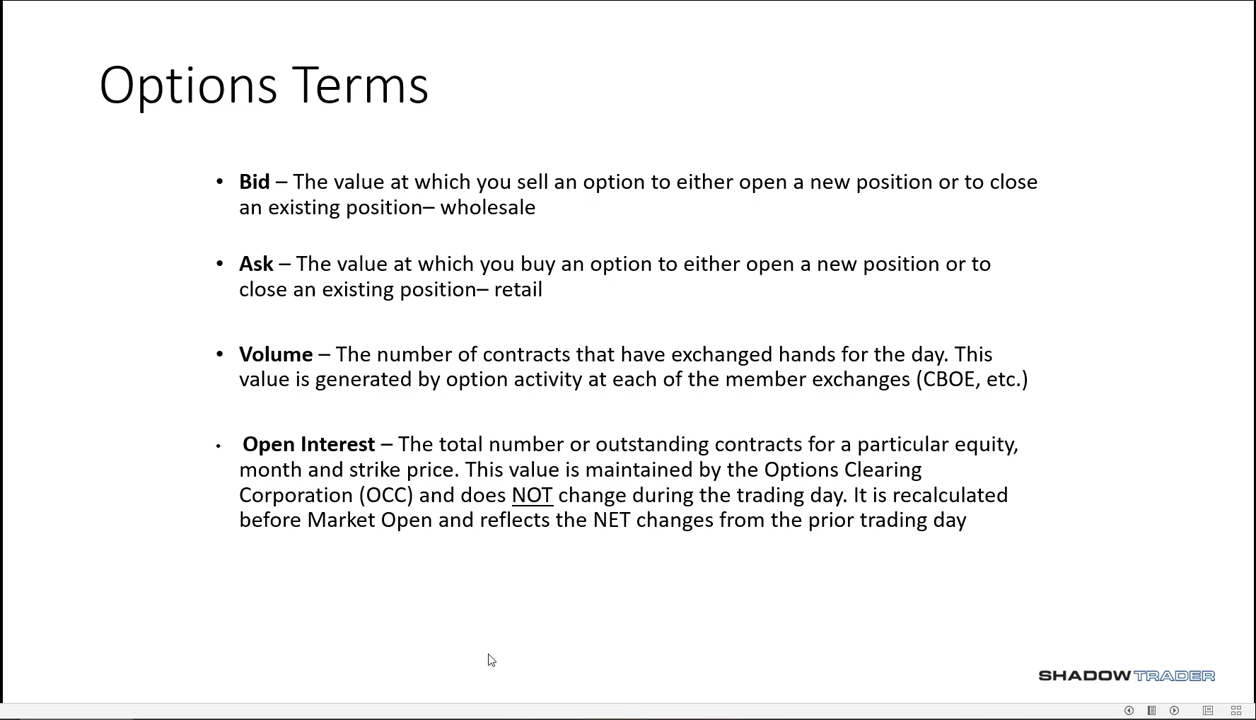 Options Terms
• Bid – The value at which you sell an option to either open a new position or to close
an existing position– wholesale
• Ask – The value at which you buy an option to either open a new position or to
close an existing position– retail
• Volume – The number of contracts that have exchanged hands for the day. This
value is generated by option activity at each of the member exchanges (CBOE, etc.)
• Open Interest – The total number or outstanding contracts for a particular equity,
month and strike price. This value is maintained by the Options Clearing
Corporation (OCC) and does NOT change during the trading day. It is recalculated
before Market Open and reflects the NET changes from the prior trading day
SHADOWTRADER